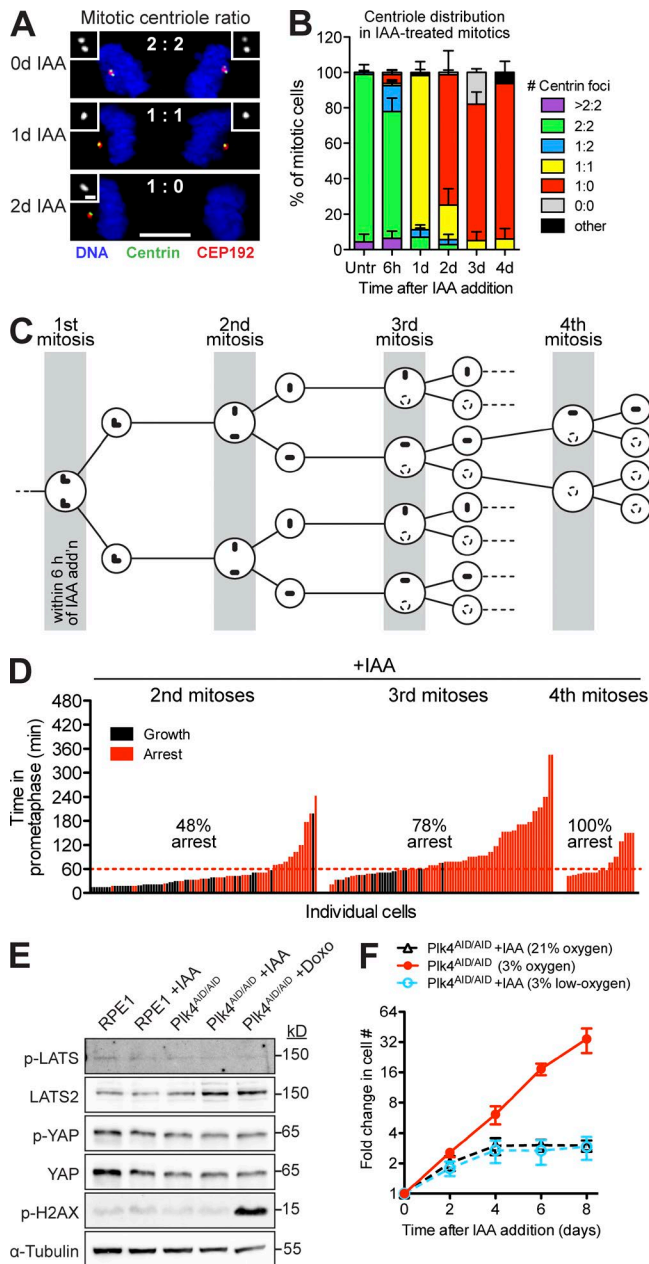 A
Mitotic centriole ratio
0d IAA
2 : 2
1d IAA
1 : 1
2d IAA
1 : 0
DNA Centrin CEP192
B
Centriole distribution
in IAA-treated mitotics
% of mitotic cells
120
100
80
60
40
20
0
Untr 6h 1d 2d 3d 4d
Time after IAA addition
# Centrin foci
>2:2
2:2
1:2
1:1
1:0
0:0
other
C
1st
mitosis
2nd
mitosis
3rd
mitosis
4th
mitosis
within 6 h
of IAA add'n
D
+IAA
2nd mitoses 3rd mitoses 4th mitoses
Time in
prometaphase (min)
480
420
360
300
240
180
120
60
0
Growth
Arrest
48%
arrest
78%
arrest
100%
arrest
Individual cells
E
RPE1
RPE1 +IAA
Plk4AID/AID
Plk4AID/AID +IAA
Plk4AID/AID +Doxo
kD
p-LATS
150
LATS2
150
p-YAP
65
YAP
65
p-H2AX
15
α-Tubulin
55
F
Plk4AID/AID +IAA (21% oxygen)
Plk4AID/AID (3% oxygen)
Plk4AID/AID +IAA (3% low-oxygen)
Fold change in cell #
64
32
16
8
4
2
1
0 2 4 6 8
Time after IAA addition (days)